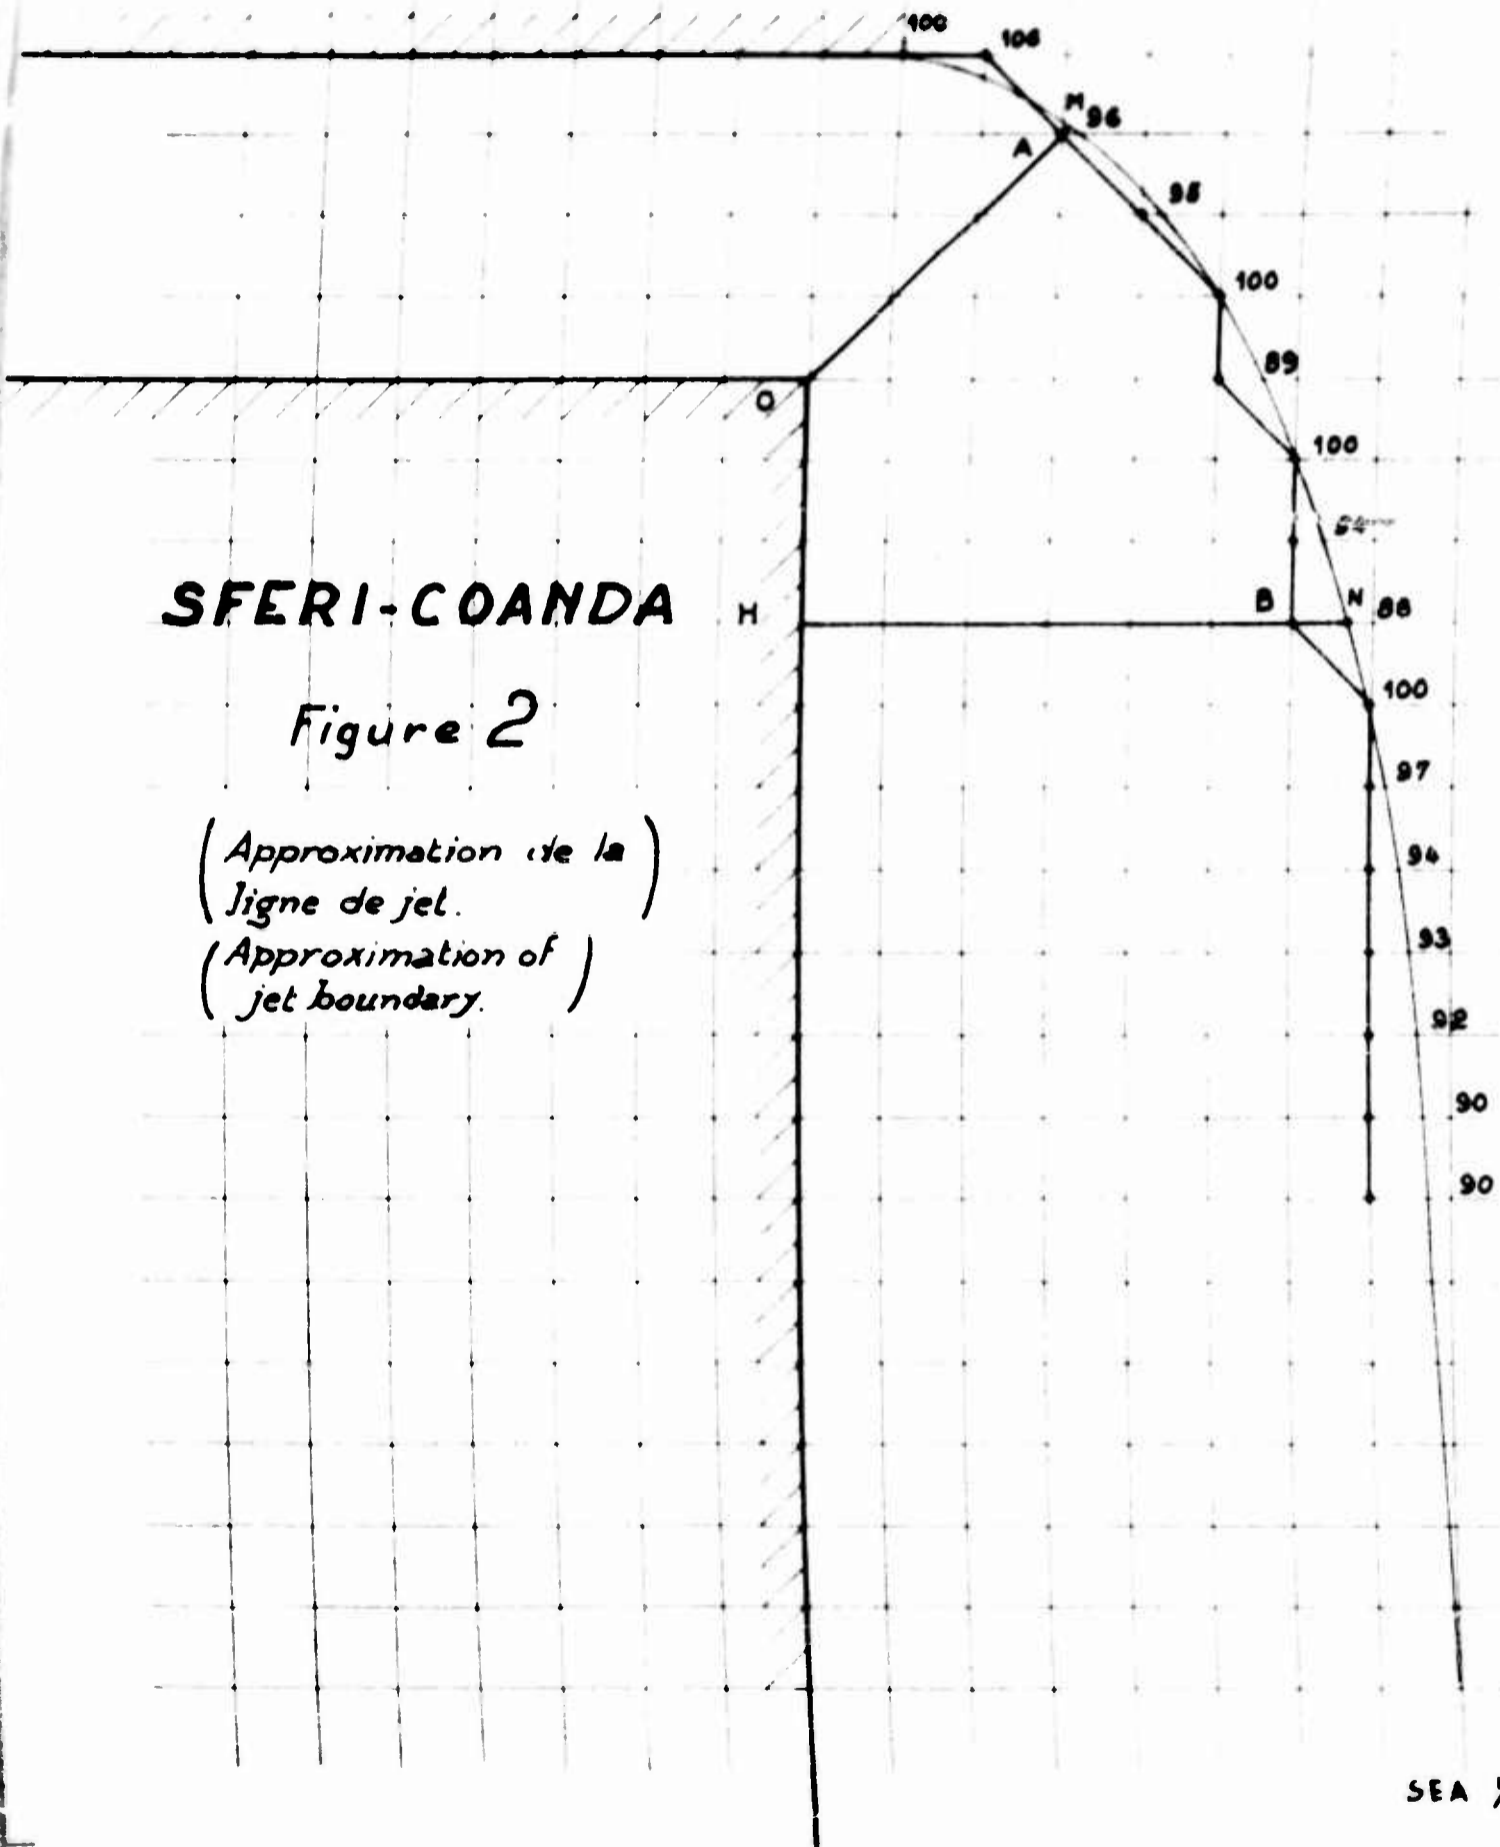 100
106
M 96
A
95
100
89
O
100
SFERI-COANDA
H
B
N 88
Figure 2
100
97
(Approximation de la
ligne de jet.)
94
(Approximation of
jet boundary.)
93
92
90
90
SEA